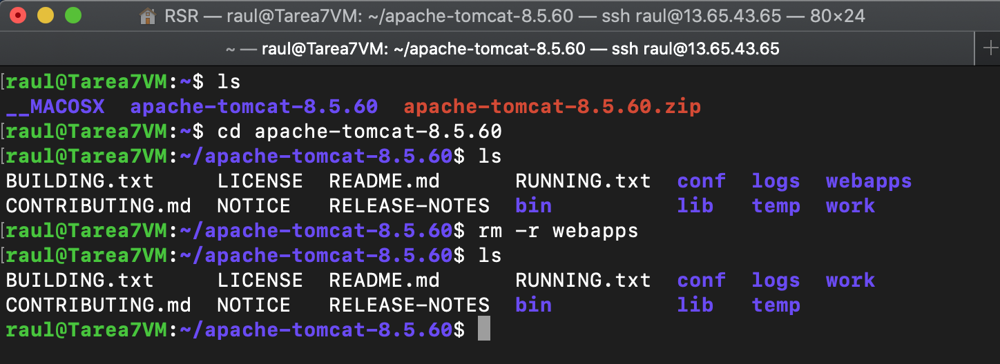 RSR — raul@Tarea7VM: ~/apache-tomcat-8.5.60 — ssh raul@13.65.43.65 — 80×24
~ — raul@Tarea7VM: ~/apache-tomcat-8.5.60 — ssh raul@13.65.43.65
[raul@Tarea7VM:~$ ls
__MACOSX  apache-tomcat-8.5.60  apache-tomcat-8.5.60.zip
[raul@Tarea7VM:~$ cd apache-tomcat-8.5.60
[raul@Tarea7VM:~/apache-tomcat-8.5.60$ ls
BUILDING.txt     LICENSE  README.md      RUNNING.txt  conf  logs  webapps
CONTRIBUTING.md  NOTICE   RELEASE-NOTES  bin          lib   temp  work
[raul@Tarea7VM:~/apache-tomcat-8.5.60$ rm -r webapps
[raul@Tarea7VM:~/apache-tomcat-8.5.60$ ls
BUILDING.txt     LICENSE  README.md      RUNNING.txt  conf  logs  work
CONTRIBUTING.md  NOTICE   RELEASE-NOTES  bin          lib   temp
raul@Tarea7VM:~/apache-tomcat-8.5.60$